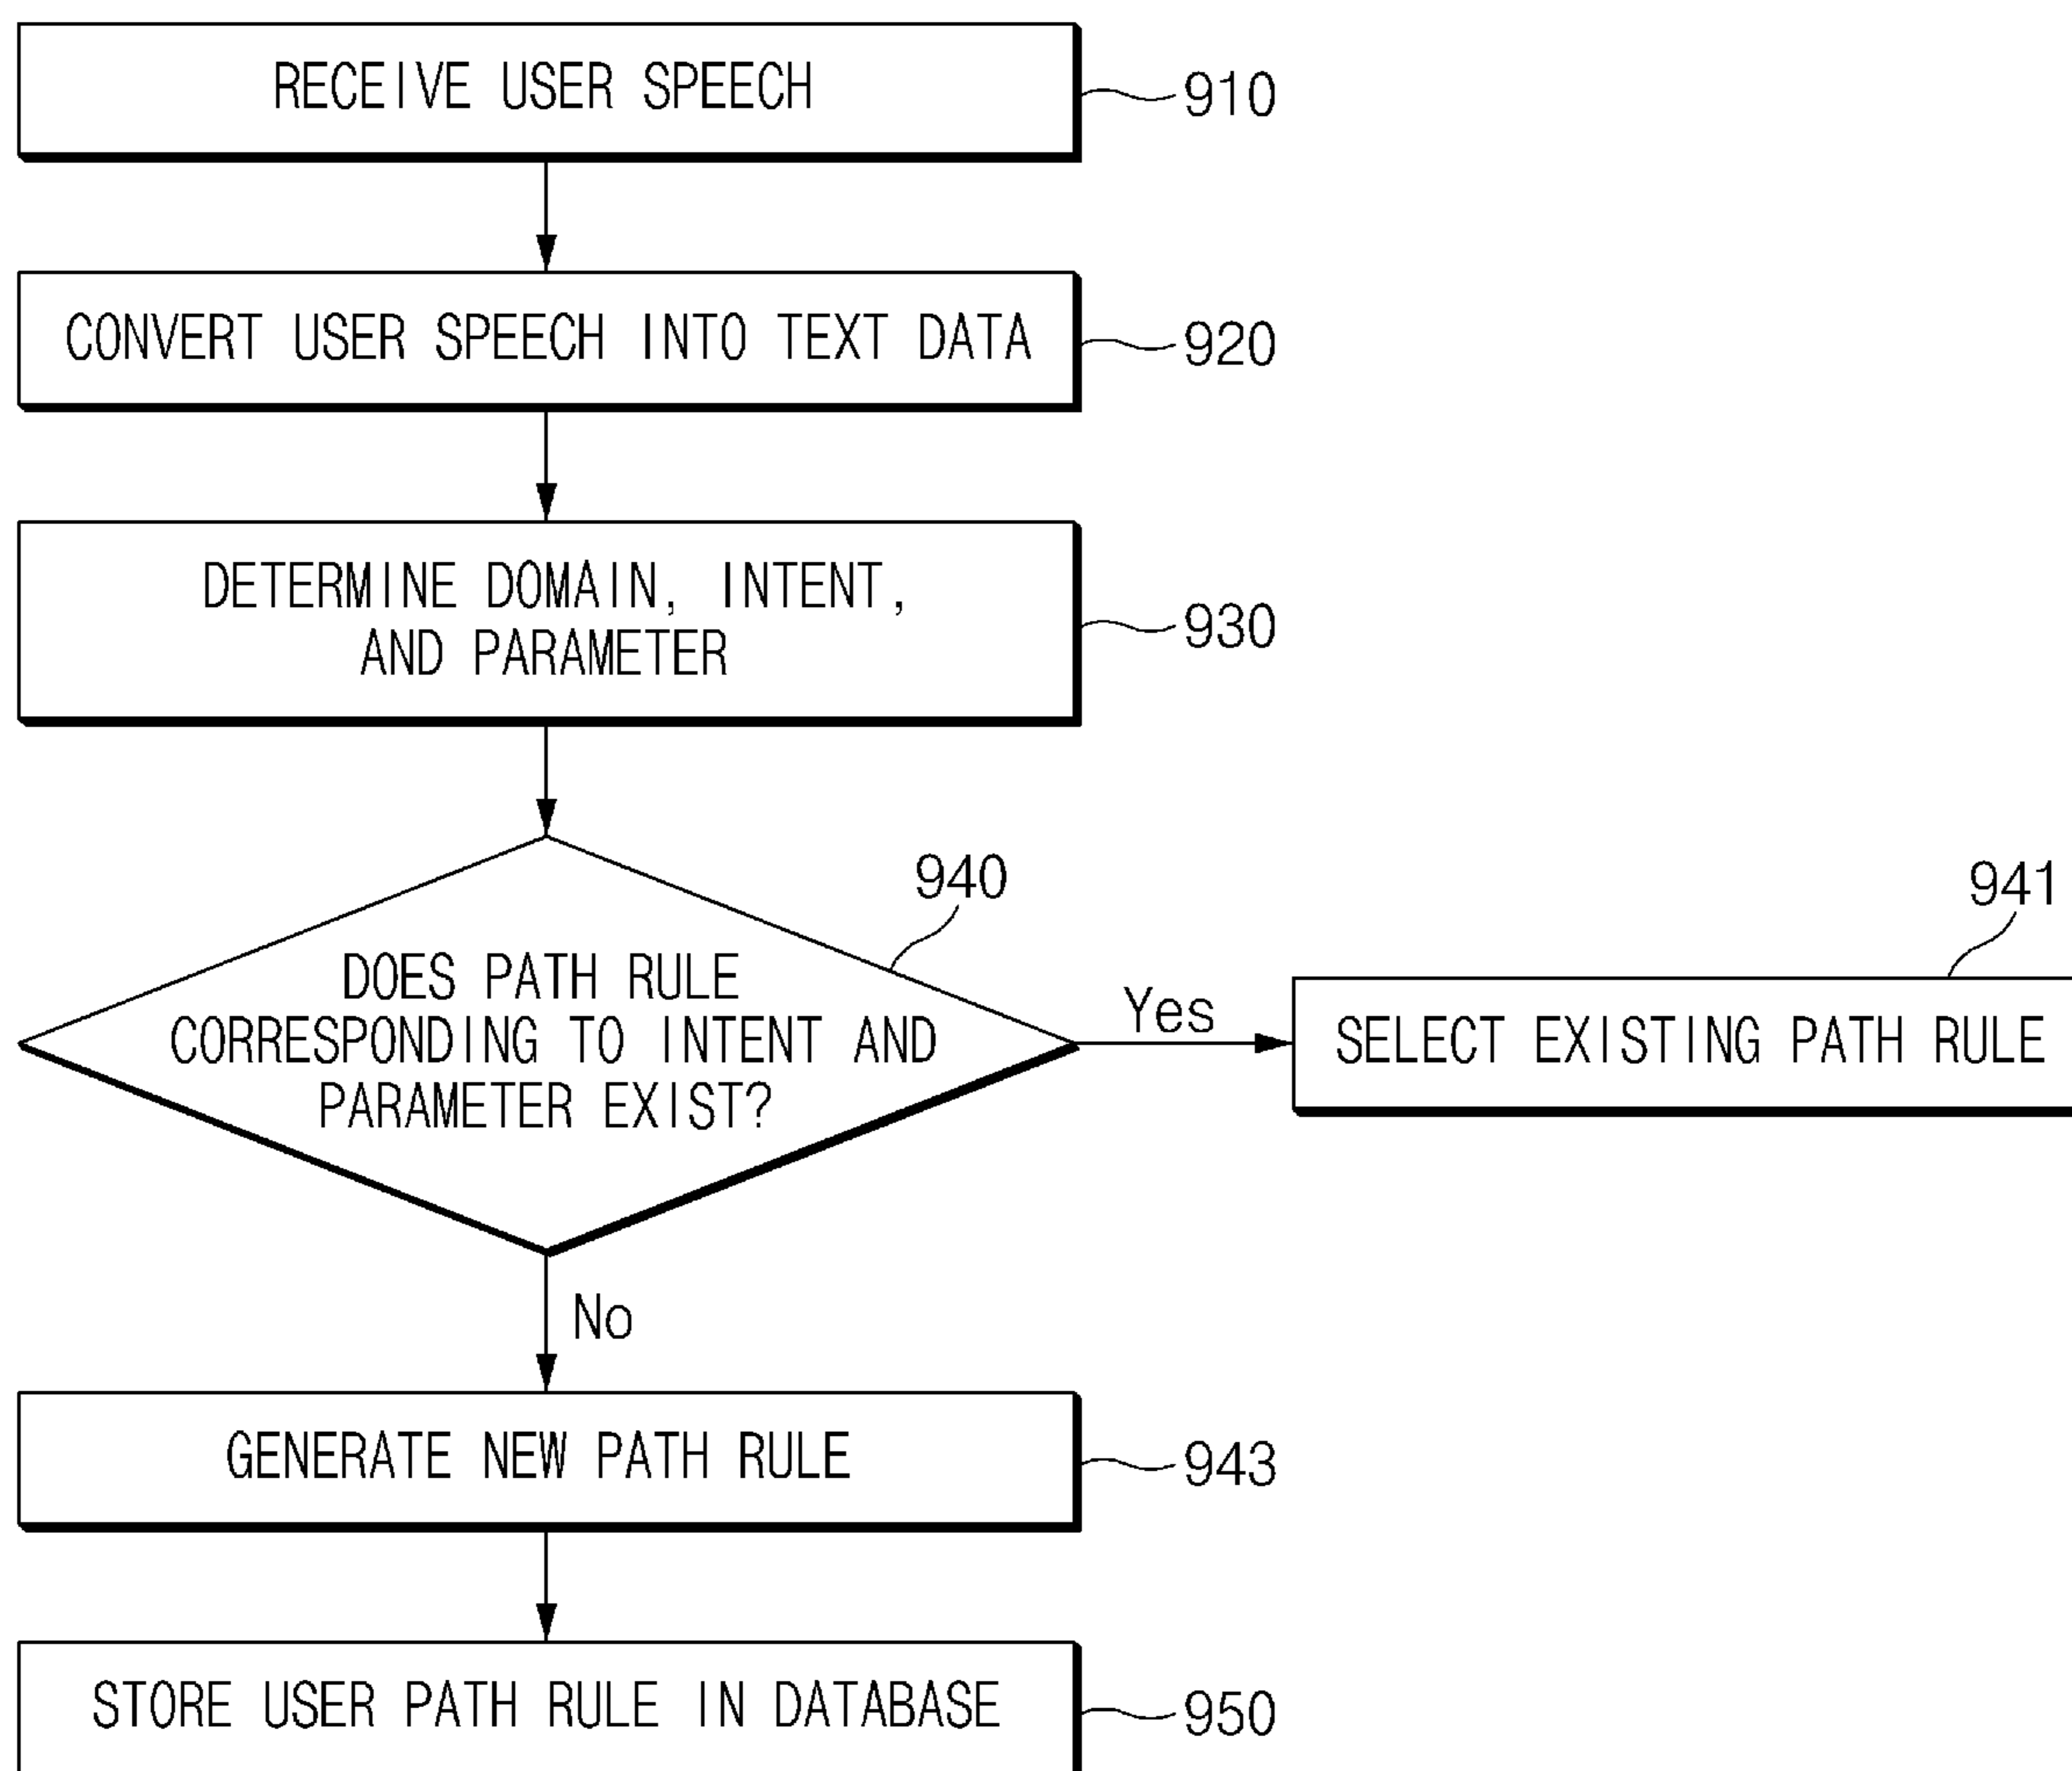 RECEIVE USER SPEECH
910
CONVERT USER SPEECH INTO TEXT DATA
920
DETERMINE DOMAIN, INTENT,
AND PARAMETER
930
940
DOES PATH RULE
CORRESPONDING TO INTENT AND
PARAMETER EXIST?
Yes
941
SELECT EXISTING PATH RULE
No
GENERATE NEW PATH RULE
943
STORE USER PATH RULE IN DATABASE
950